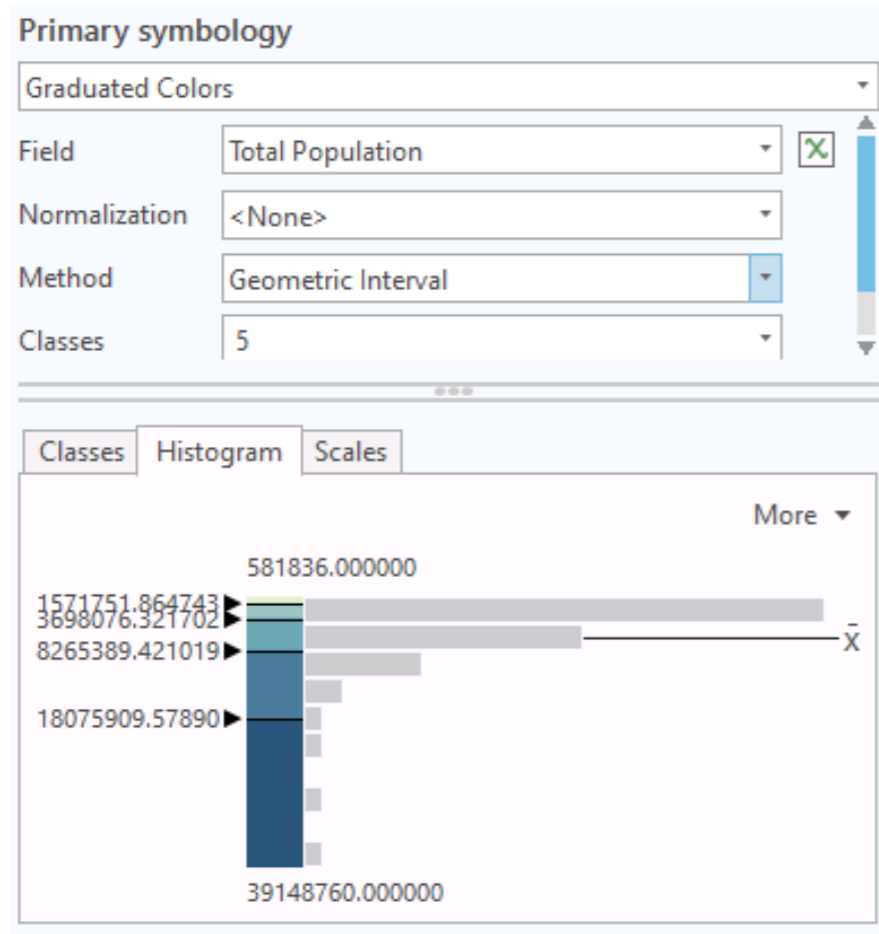 Primary symbology
Graduated Colors
Field Total Population
Normalization <None>
Method Geometric Interval
Classes 5
Classes Histogram Scales
More
581836.000000
1571751.864743
3698076.321702
x̄
8265389.421019
18075909.57890
39148760.000000